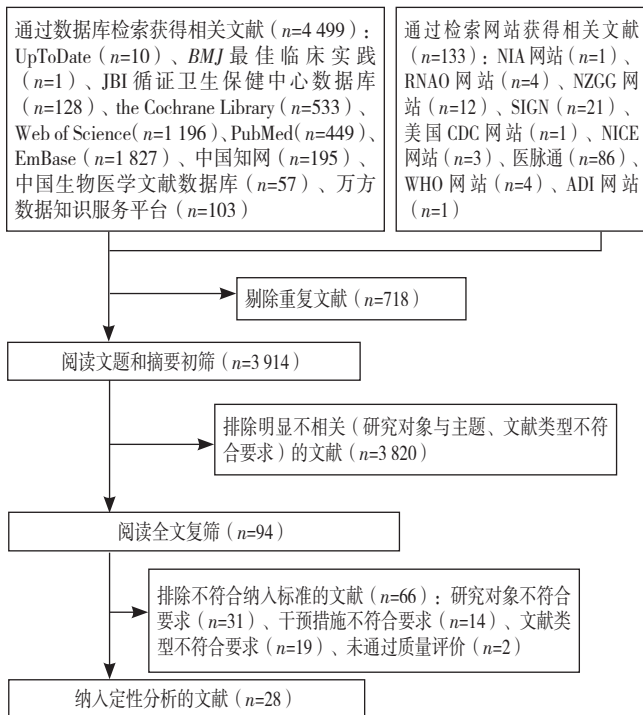 通过数据库检索获得相关文献（n=4 499）：
UpToDate（n=10）、BMJ 最佳临床实践
（n=1）、JBI 循证卫生保健中心数据库
（n=128）、the Cochrane Library（n=533）、
Web of Science（n=1 196）、PubMed（n=449）、
EmBase（n=1 827）、中国知网（n=195）、
中国生物医学文献数据库（n=57）、万方
数据知识服务平台（n=103）
通过检索网站获得相关文献
（n=133）：NIA 网站（n=1）、
RNAO 网站（n=4）、NZGG 网
站（n=12）、SIGN（n=21）、
美国 CDC 网站（n=1）、NICE
网站（n=3）、医脉通（n=86）、
WHO 网站（n=4）、ADI 网站
（n=1）
剔除重复文献（n=718）
阅读文题和摘要初筛（n=3 914）
排除明显不相关（研究对象与主题、文献类型不符
合要求）的文献（n=3 820）
阅读全文复筛（n=94）
排除不符合纳入标准的文献（n=66）：研究对象不符合
要求（n=31）、干预措施不符合要求（n=14）、文献类
型不符合要求（n=19）、未通过质量评价（n=2）
纳入定性分析的文献（n=28）